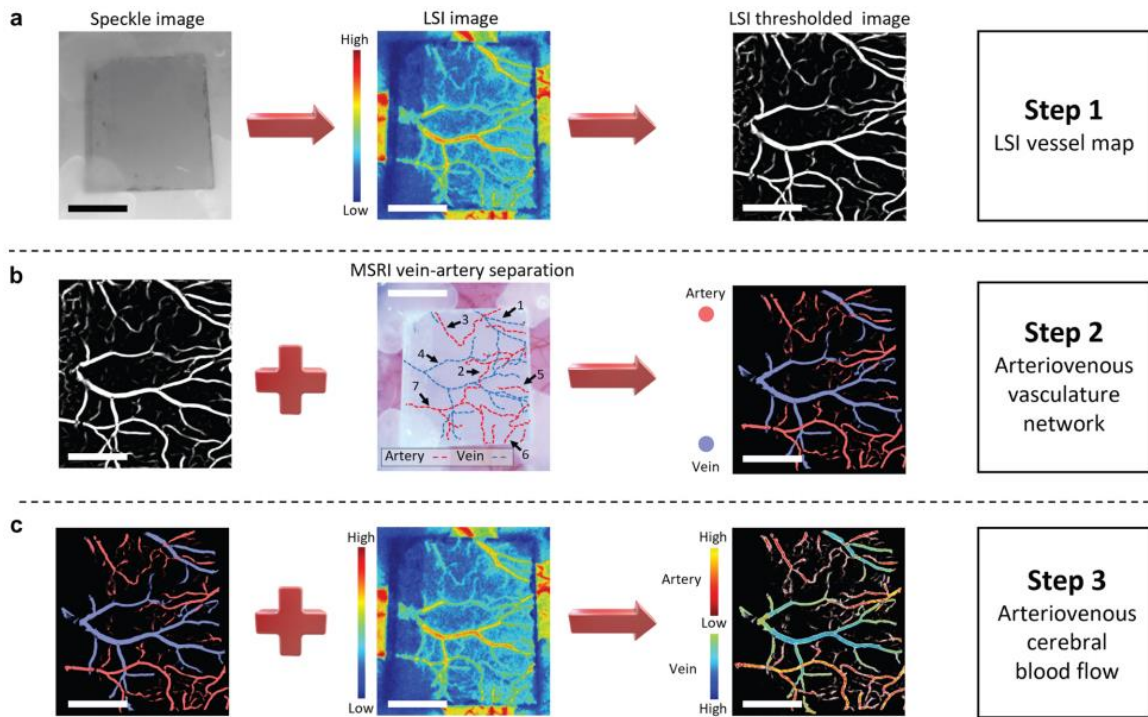 a
Speckle image
LSI image
LSI thresholded image
High
Low
Step 1
LSI vessel map
b
MSRI vein-artery separation
1
3
4
2
5
7
6
Artery
Vein
Artery
Vein
Step 2
Arteriovenous
vasculature
network
c
High
Low
High
Artery
Low
Vein
High
Step 3
Arteriovenous
cerebral
blood flow